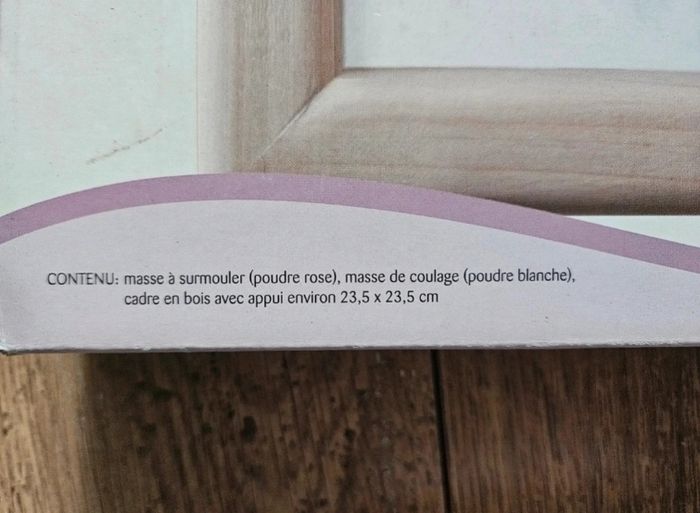 CONTENU: masse à surmouler (poudre rose), masse de coulage (poudre blanche),
cadre en bois avec appui environ 23,5 x 23,5 cm